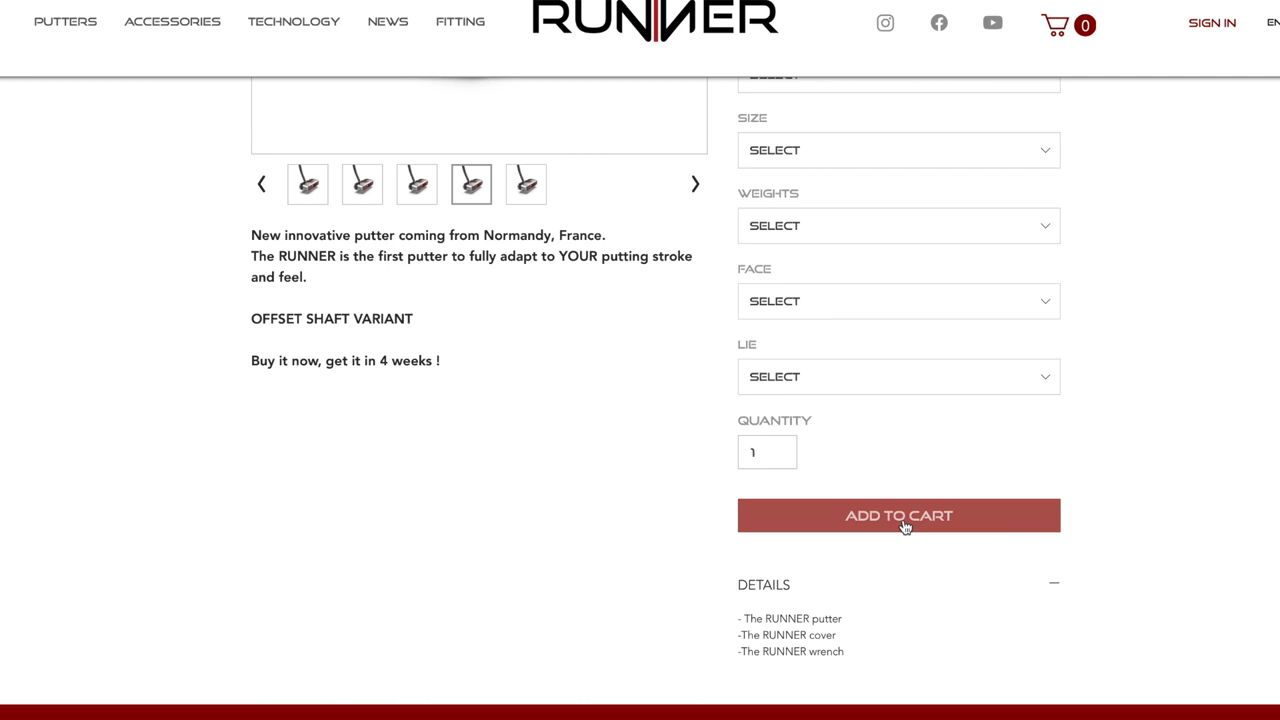 PUTTERS ACCESSORIES TECHNOLOGY NEWS FITTING RUNNER 0 SIGN IN EN
SELECT
SIZE
SELECT
WEIGHTS
SELECT
FACE
SELECT
LIE
SELECT
QUANTITY
1
ADD TO CART
DETAILS
- The RUNNER putter
-The RUNNER cover
-The RUNNER wrench
New innovative putter coming from Normandy, France.
The RUNNER is the first putter to fully adapt to YOUR putting stroke
and feel.
OFFSET SHAFT VARIANT
Buy it now, get it in 4 weeks !